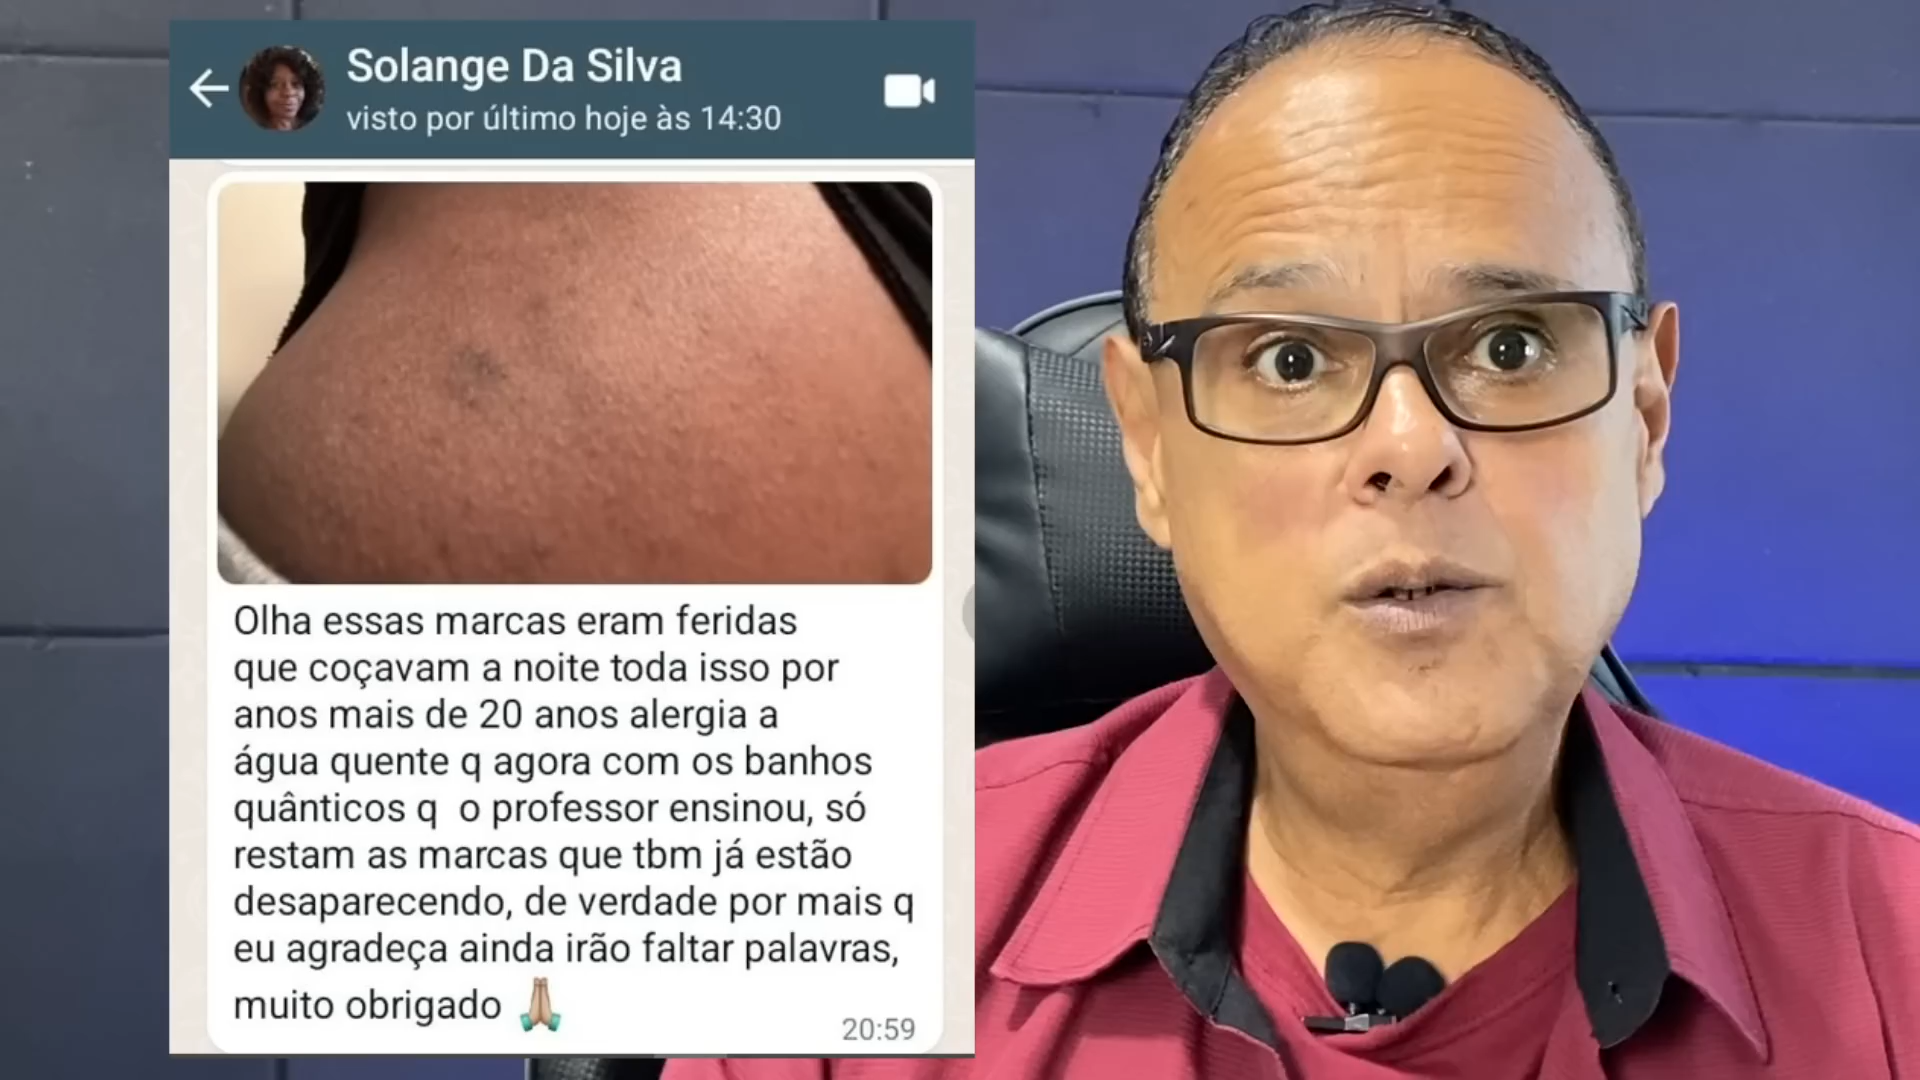 Solange Da Silva
visto por último hoje às 14:30
Olha essas marcas eram feridas
que coçavam a noite toda isso por
anos mais de 20 anos alergia a
água quente q agora com os banhos
quânticos q  o professor ensinou, só
restam as marcas que tbm já estão
desaparecendo, de verdade por mais q
eu agradeça ainda irão faltar palavras,
muito obrigado 🙏🏼
20:59